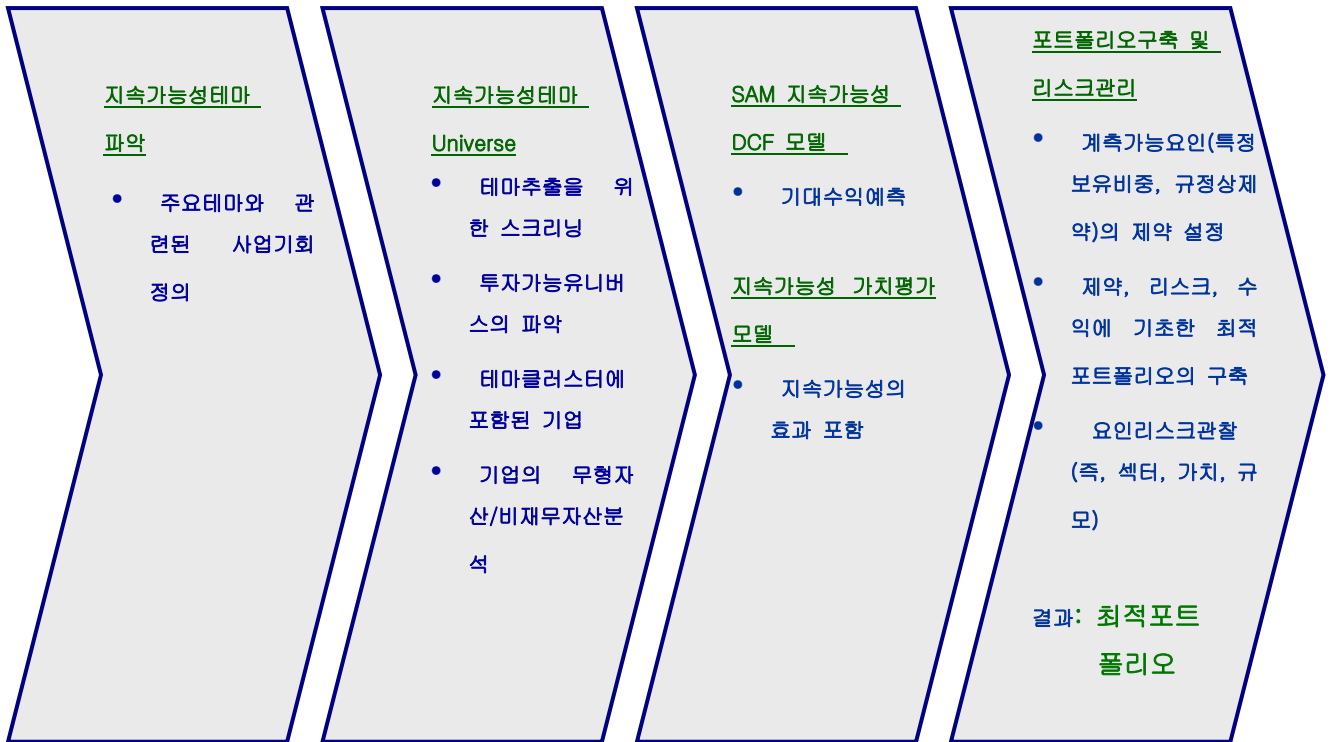 지속가능성테마
파악
• 주요테마와 관
련된 사업기회
정의
지속가능성테마
Universe
• 테마추출을 위
한 스크리닝
• 투자가능유니버
스의 파악
• 테마클러스터에
포함된 기업
• 기업의 무형자
산/비재무자산분
석
SAM 지속가능성
DCF 모델
• 기대수익예측
지속가능성 가치평가
모델
• 지속가능성의
효과 포함
포트폴리오구축 및
리스크관리
• 계측가능요인(특정
보유비중, 규정상제
약)의 제약 설정
• 제약, 리스크, 수
익에 기초한 최적
포트폴리오의 구축
• 요인리스크관찰
(즉, 섹터, 가치, 규
모)
결과: 최적포트
폴리오